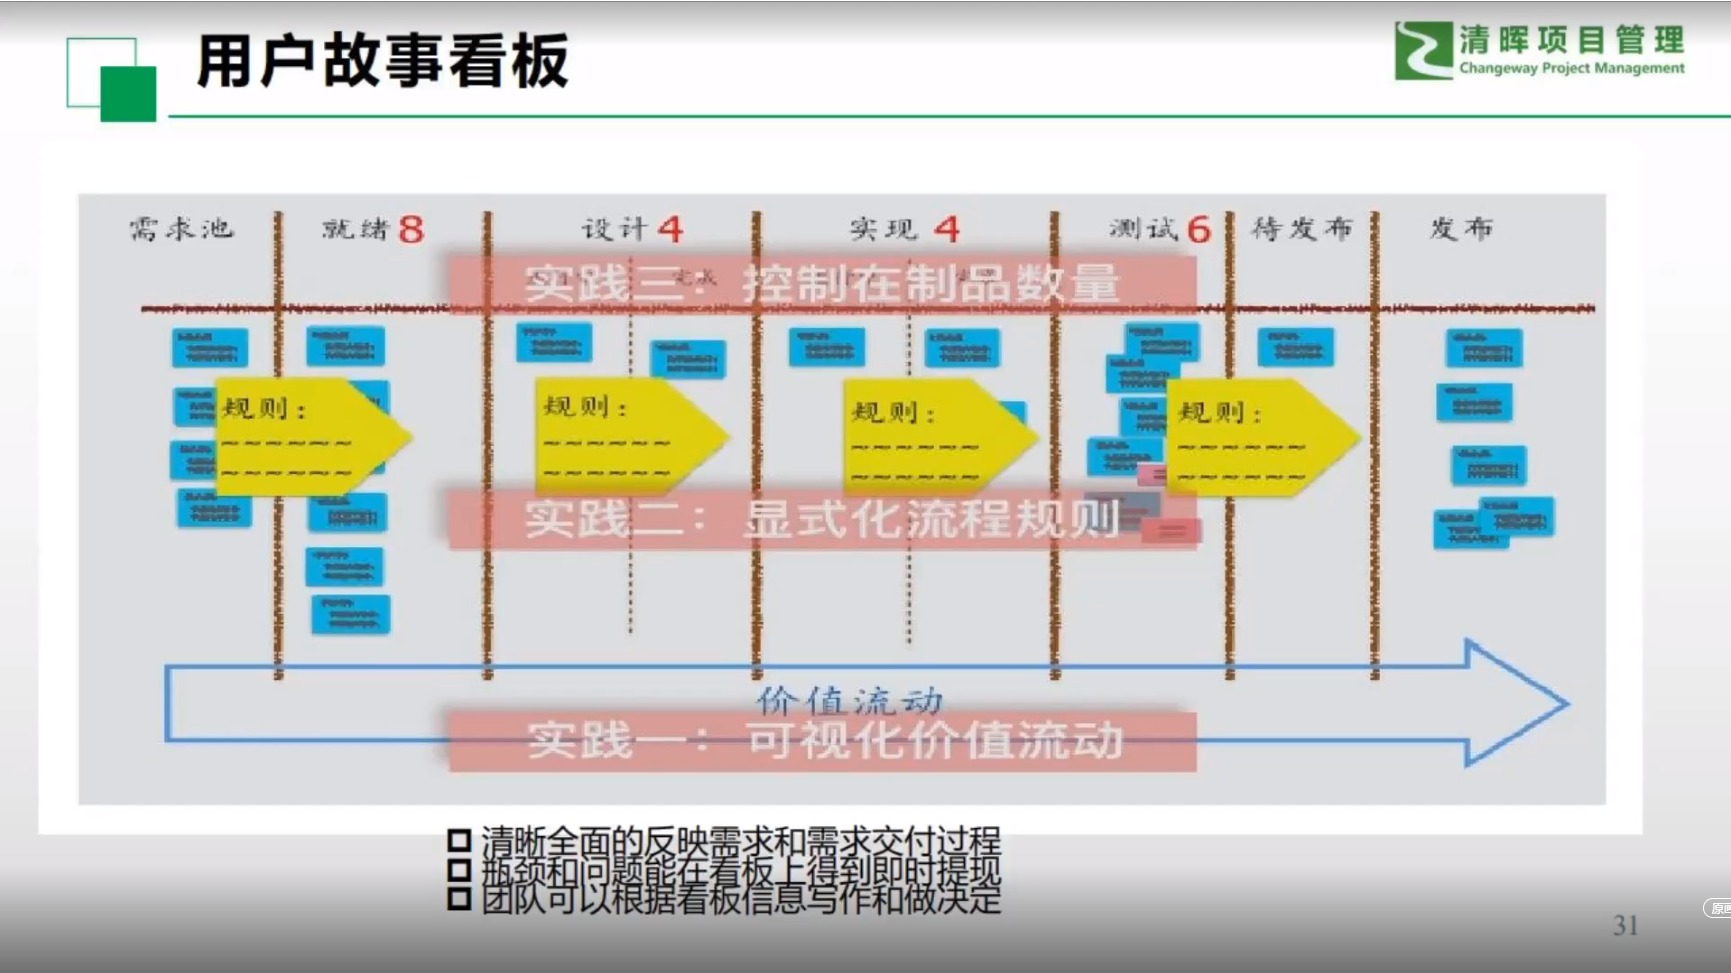 用户故事看板
清晖项目管理
Changeway Project Management
需求池 就绪8 设计4 实现4 测试6 待发布 发布
完成
实践三：控制在制品数量
规则：
规则：
规则：
规则：
实践二：显式化流程规则
价值流动
实践一：可视化价值流动
清晰全面的反映需求和需求交付过程
瓶颈和问题能在看板上得到即时提现
团队可以根据看板信息写作和做决定
31